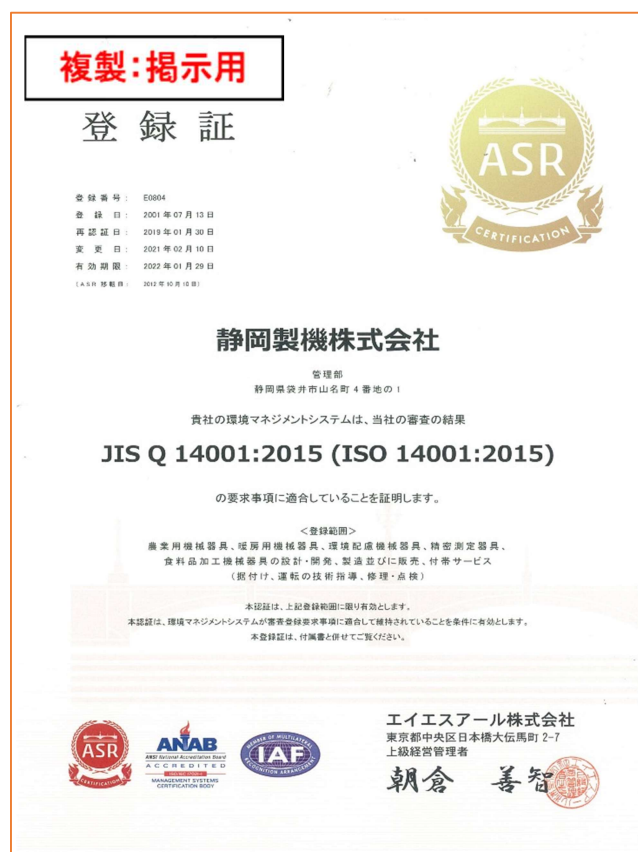 複製:掲示用
登録証
ASR
CERTIFICATION
登録番号: E0804
登録日: 2001年07月13日
再認証日: 2019年01月30日
変更日: 2021年02月10日
有効期限: 2022年01月29日
(ASR移転日: 2012年10月10日)
静岡製機株式会社
管理部
静岡県袋井市山名町4番地の1
貴社の環境マネジメントシステムは、当社の審査の結果
JIS Q 14001:2015 (ISO 14001:2015)
の要求事項に適合していることを証明します。
<登録範囲>
農業用機械器具、暖房用機械器具、環境配慮機械器具、精密測定器具、
食料品加工機械器具の設計・開発、製造並びに販売、付帯サービス
(据付け、運転の技術指導、修理・点検)
本認証は、上記登録範囲に限り有効とします。
本認証は、環境マネジメントシステムが審査登録要求事項に適合して維持されていることを条件に有効とします。
本登録証は、付属書と併せてご覧ください。
エイエスアール株式会社
東京都中央区日本橋大伝馬町 2-7
上級経営管理者
朝倉 善智
ASR
CERTIFICATION
ANAB
ANSI National Accreditation Board
ACCREDITED
MANAGEMENT SYSTEMS
CERTIFICATION BODY
MEMBER OF MULTILATERAL
IAF
RECOGNITION ARRANGEMENT